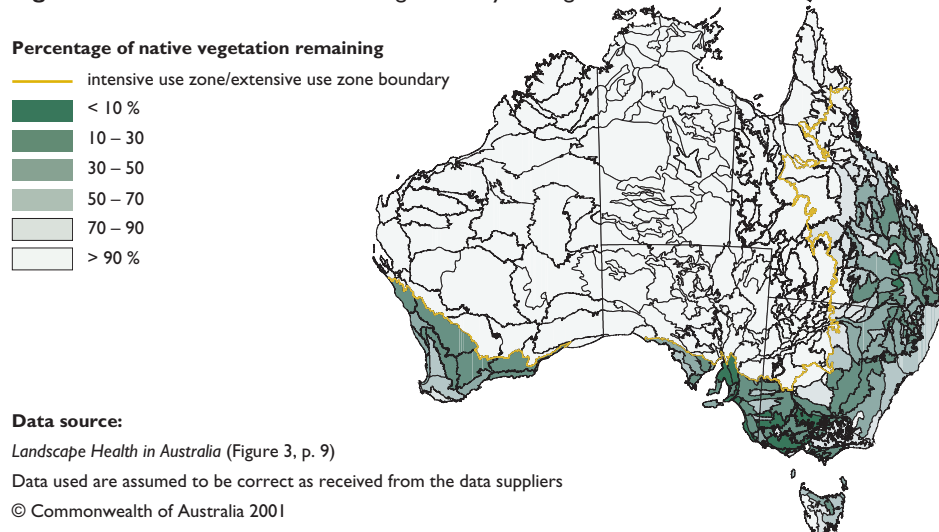 Percentage of native vegetation remaining
intensive use zone/extensive use zone boundary
< 10 %
10 – 30
30 – 50
50 – 70
70 – 90
> 90 %
Data source:
Landscape Health in Australia (Figure 3, p. 9)
Data used are assumed to be correct as received from the data suppliers
© Commonwealth of Australia 2001